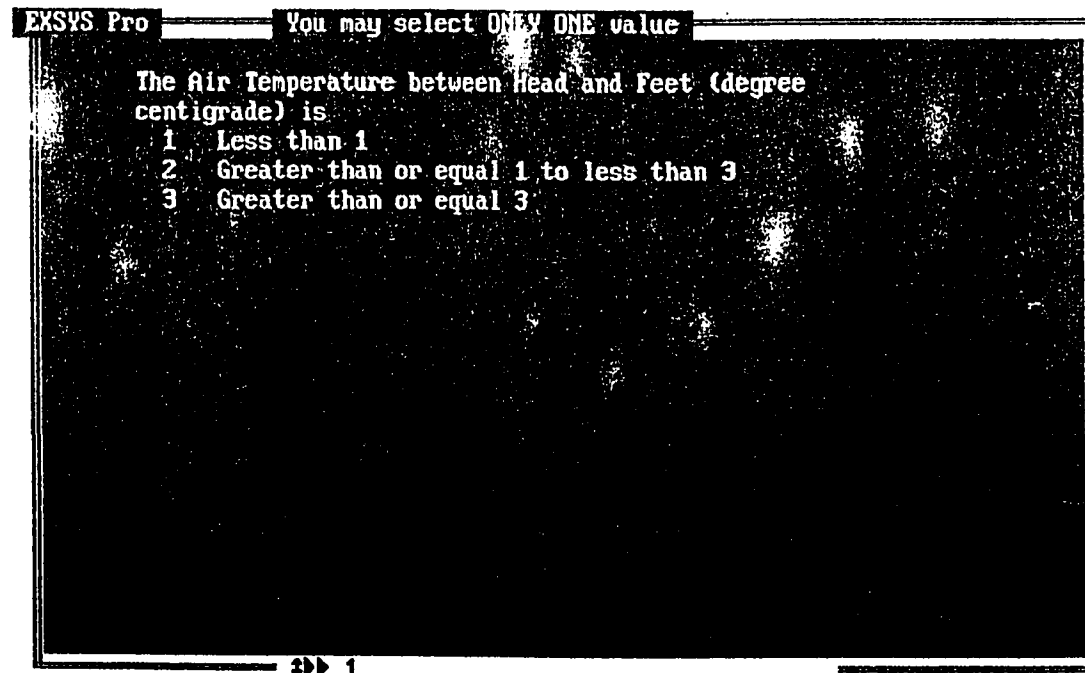 EXSYS Pro You may select ONLY ONE value
The Air Temperature between Head and Feet (degree
centigrade) is
1 Less than 1
2 Greater than or equal 1 to less than 3
3 Greater than or equal 3
1